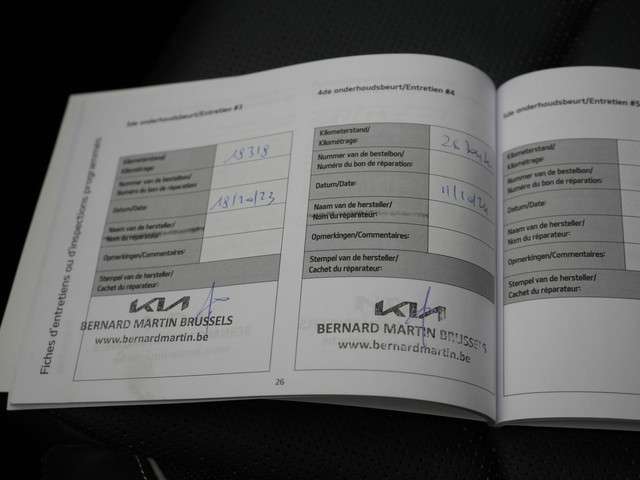 Fiches d'entretiens ou d'inspections programmés
3de onderhoudsbeurt/Entretien #3
Kilometerstand/
Kilométrage:
18318
Nummer van de bestelbon/
Numéro du bon de réparation:
Datum/Date:
18/10/23
Naam van de hersteller/
Nom du réparateur:
Opmerkingen/Commentaires:
Stempel van de hersteller/
Cachet du réparateur:
KIA
BERNARD MARTIN BRUSSELS
www.bernardmartin.be
26
4de onderhoudsbeurt/Entretien #4
Kilometerstand/
Kilométrage:
Nummer van de bestelbon/
Numéro du bon de réparation:
Datum/Date:
Naam van de hersteller/
Nom du réparateur:
Opmerkingen/Commentaires:
Stempel van de hersteller/
Cachet du réparateur:
KIA
BERNARD MARTIN BRUSSELS
www.bernardmartin.be
5de onderhoudsbeurt/Entretien #5
Kilometerstand/
Kilométrage:
Nummer van de bestelbon/
Numéro du bon de réparation:
Datum/Date:
Naam van de hersteller/
Nom du réparateur:
Opmerkingen/Commentaires:
Stempel van de hersteller/
Cachet du réparateur: